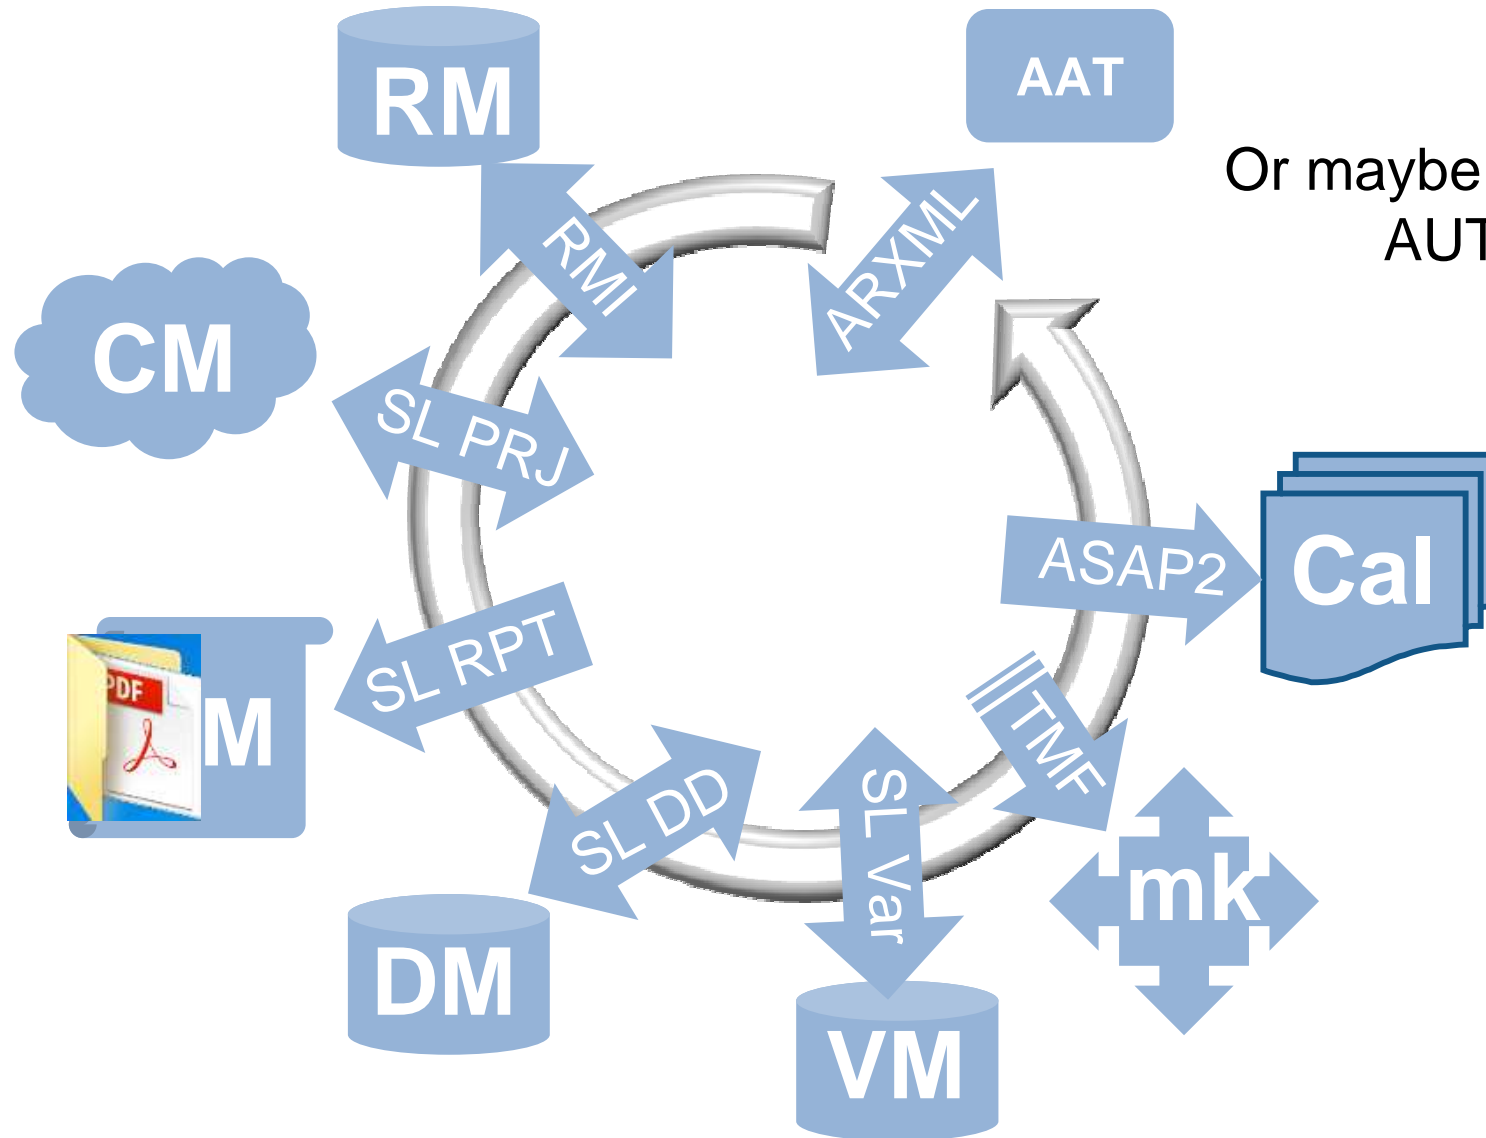 RM
AAT
Or maybe
AUT
RMI
ARXML
CM
SL PRJ
ASAP2
Cal
SL RPT
PDF
M
TMF
SL DD
SL Var
mk
DM
VM